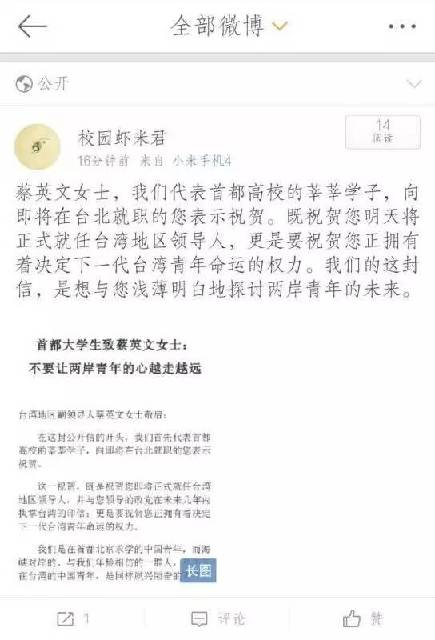 全部微博
公开
校园虾米君
16分钟前 来自 小米手机4
14
阅读
蔡英文女士，我们代表首都高校的莘莘学子，向
即将在台北就职的您表示祝贺。既祝贺您明天将
正式就任台湾地区领导人，更是要祝贺您正拥有
着决定下一代台湾青年命运的权力。我们的这封
信，是想与您浅薄明白地探讨两岸青年的未来。
首都大学生致蔡英文女士：
不要让两岸青年的心越走越远
台湾地区副领导人蔡英文女士敬启：
在这封公开信的开头，我们首先代表首都
高校的莘莘学子，向即将在台北就职的您表示
祝贺。
这一祝贺，既是祝贺您即将正式就任台湾
地区领导人，并与您领导的政党在未来几年内
执掌台湾的印信；更是要祝贺您正拥有着决定
下一代台湾青年命运的权力。
我们是在首都北京求学的中国青年，而海
峡对岸的、与我们年龄相仿的一群人，
在台湾的中国青年，是同样
长图
1
评论
赞